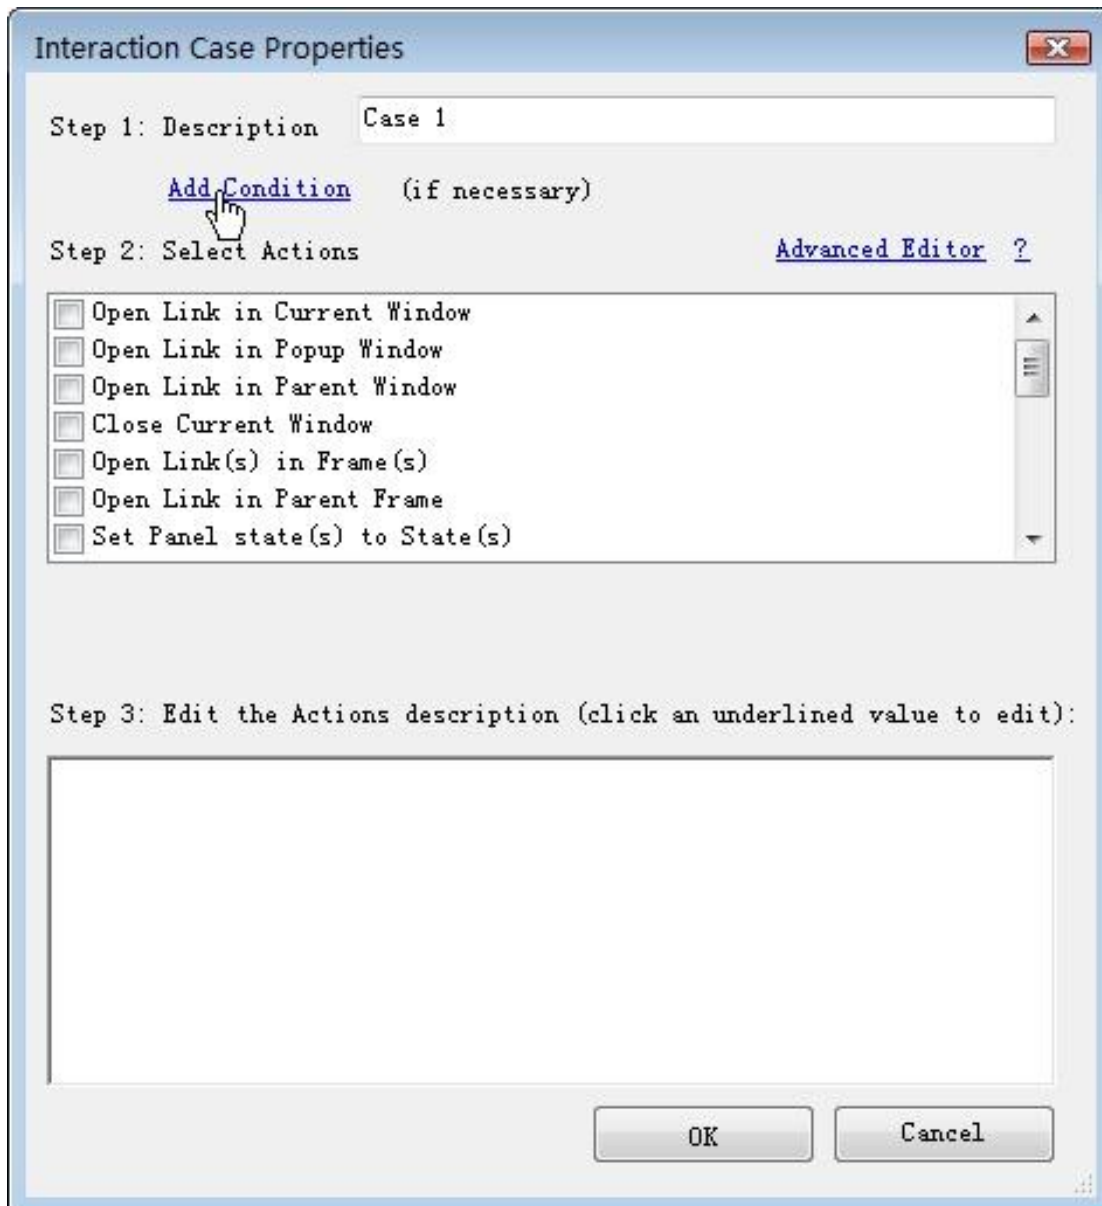 Interaction Case Properties
Step 1: Description Case 1
Add Condition (if necessary)
Step 2: Select Actions Advanced Editor ?
Open Link in Current Window
Open Link in Popup Window
Open Link in Parent Window
Close Current Window
Open Link(s) in Frame(s)
Open Link in Parent Frame
Set Panel state(s) to State(s)
Step 3: Edit the Actions description (click an underlined value to edit):
OK Cancel